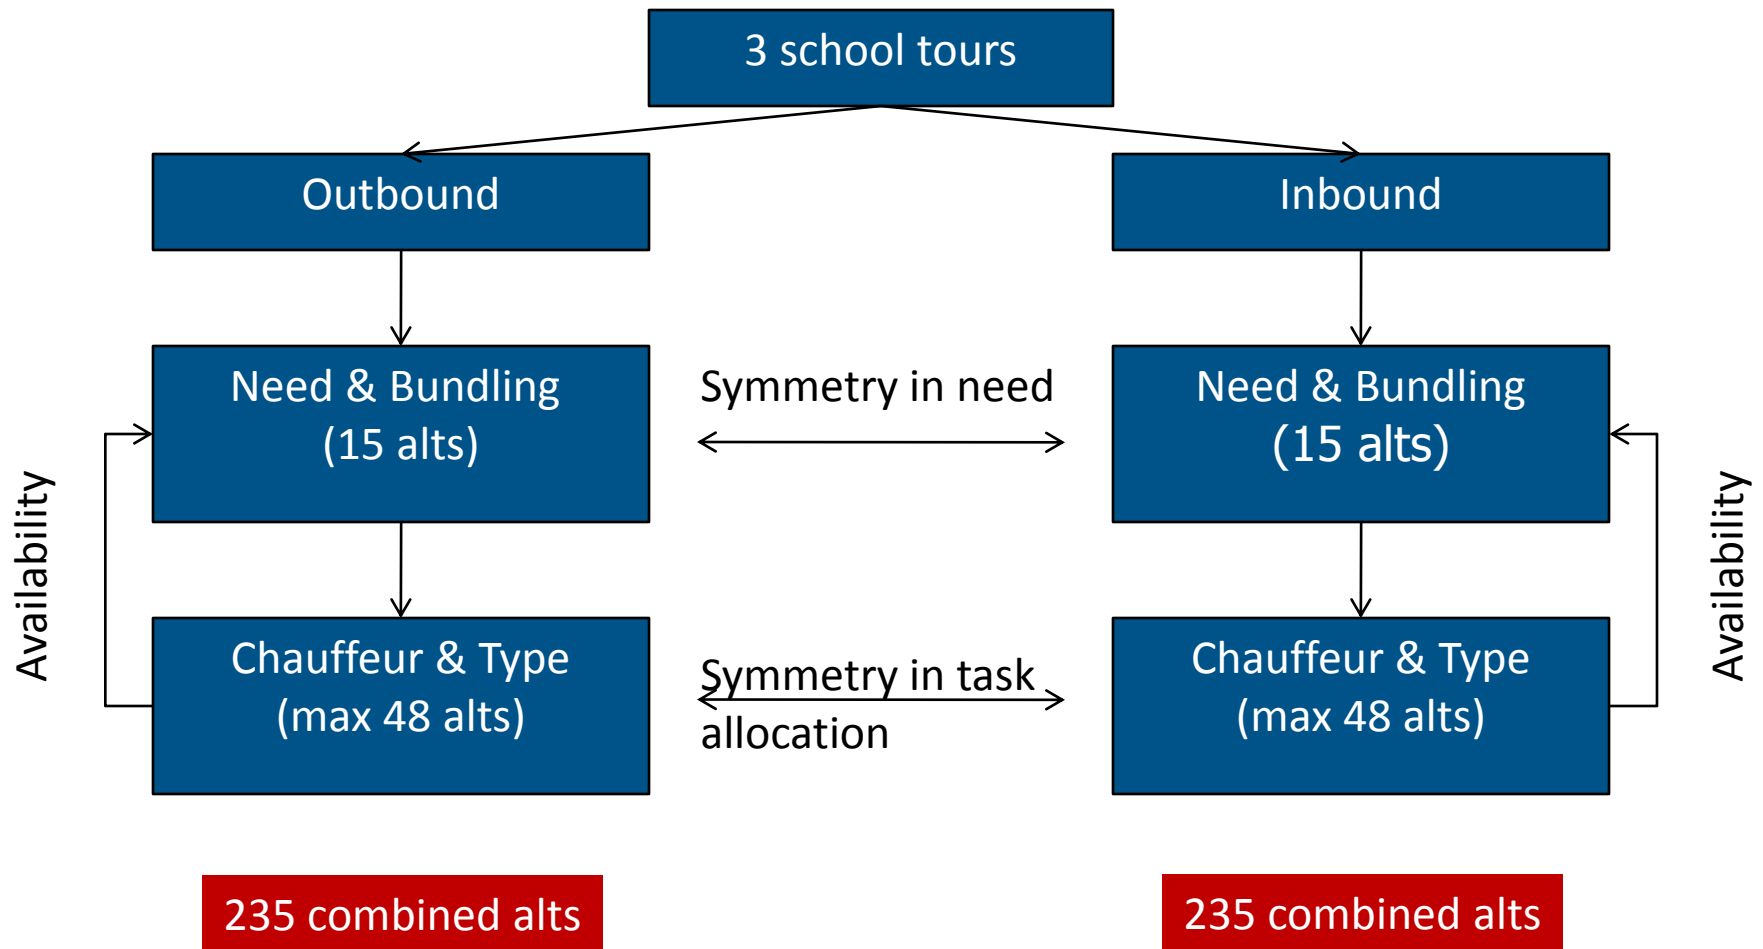 3 school tours
Outbound
Inbound
Need & Bundling
(15 alts)
Symmetry in need
Need & Bundling
(15 alts)
Availability
Availability
Chauffeur & Type
(max 48 alts)
Symmetry in task
allocation
Chauffeur & Type
(max 48 alts)
235 combined alts
235 combined alts